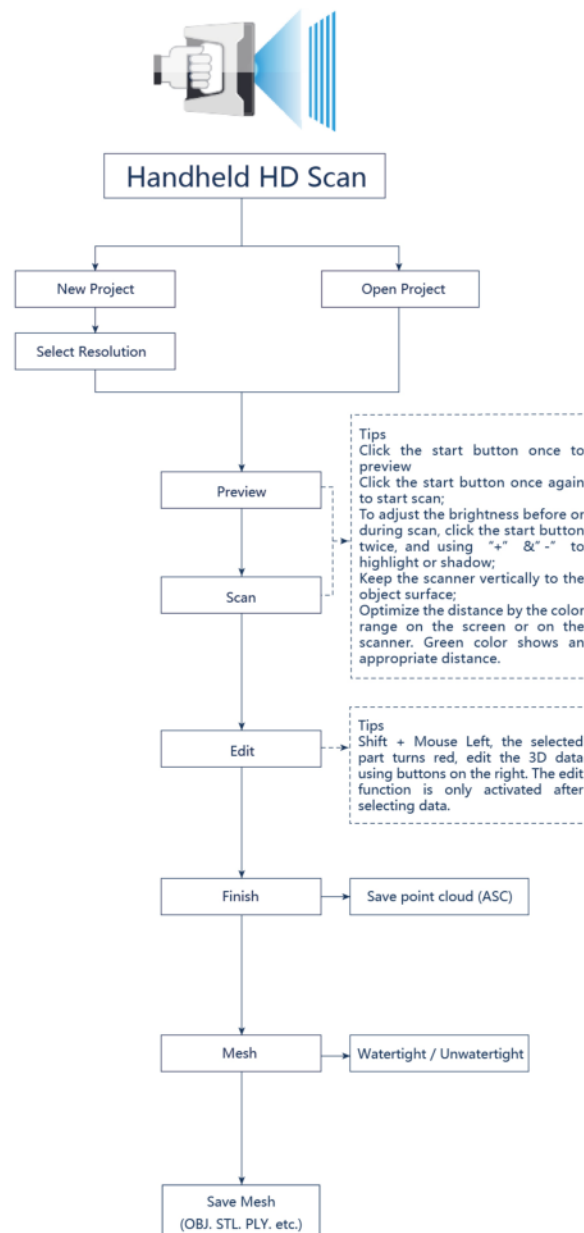 Handheld HD Scan
New Project
Open Project
Select Resolution
Preview
Scan
Tips
Click the start button once to
preview
Click the start button once again
to start scan;
To adjust the brightness before or
during scan, click the start button
twice, and using "+" &" -" to
highlight or shadow;
Keep the scanner vertically to the
object surface;
Optimize the distance by the color
range on the screen or on the
scanner. Green color shows an
appropriate distance.
Edit
Tips
Shift + Mouse Left, the selected
part turns red, edit the 3D data
using buttons on the right. The edit
function is only activated after
selecting data.
Finish
Save point cloud (ASC)
Mesh
Watertight / Unwatertight
Save Mesh
(OBJ. STL. PLY. etc.)